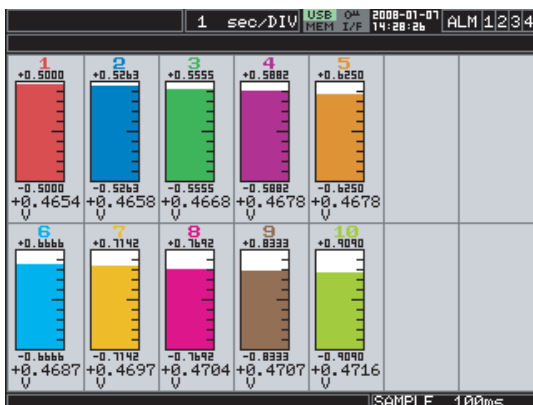 1 sec/DIV USB 0µ 2008-01-07 ALM 1 2 3 4
MEM I/F 14:28:26
1 2 3 4 5
+0.5000 +0.5263 +0.5555 +0.5882 +0.6250
-0.5000 -0.5263 -0.5555 -0.5882 -0.6250
+0.4654 +0.4658 +0.4668 +0.4678 +0.4678
V V V V V
6 7 8 9 10
+0.6666 +0.7142 +0.7692 +0.8333 +0.9090
-0.6666 -0.7142 -0.7692 -0.8333 -0.9090
+0.4687 +0.4697 +0.4704 +0.4707 +0.4716
V V V V V
SAMPLE 100ms